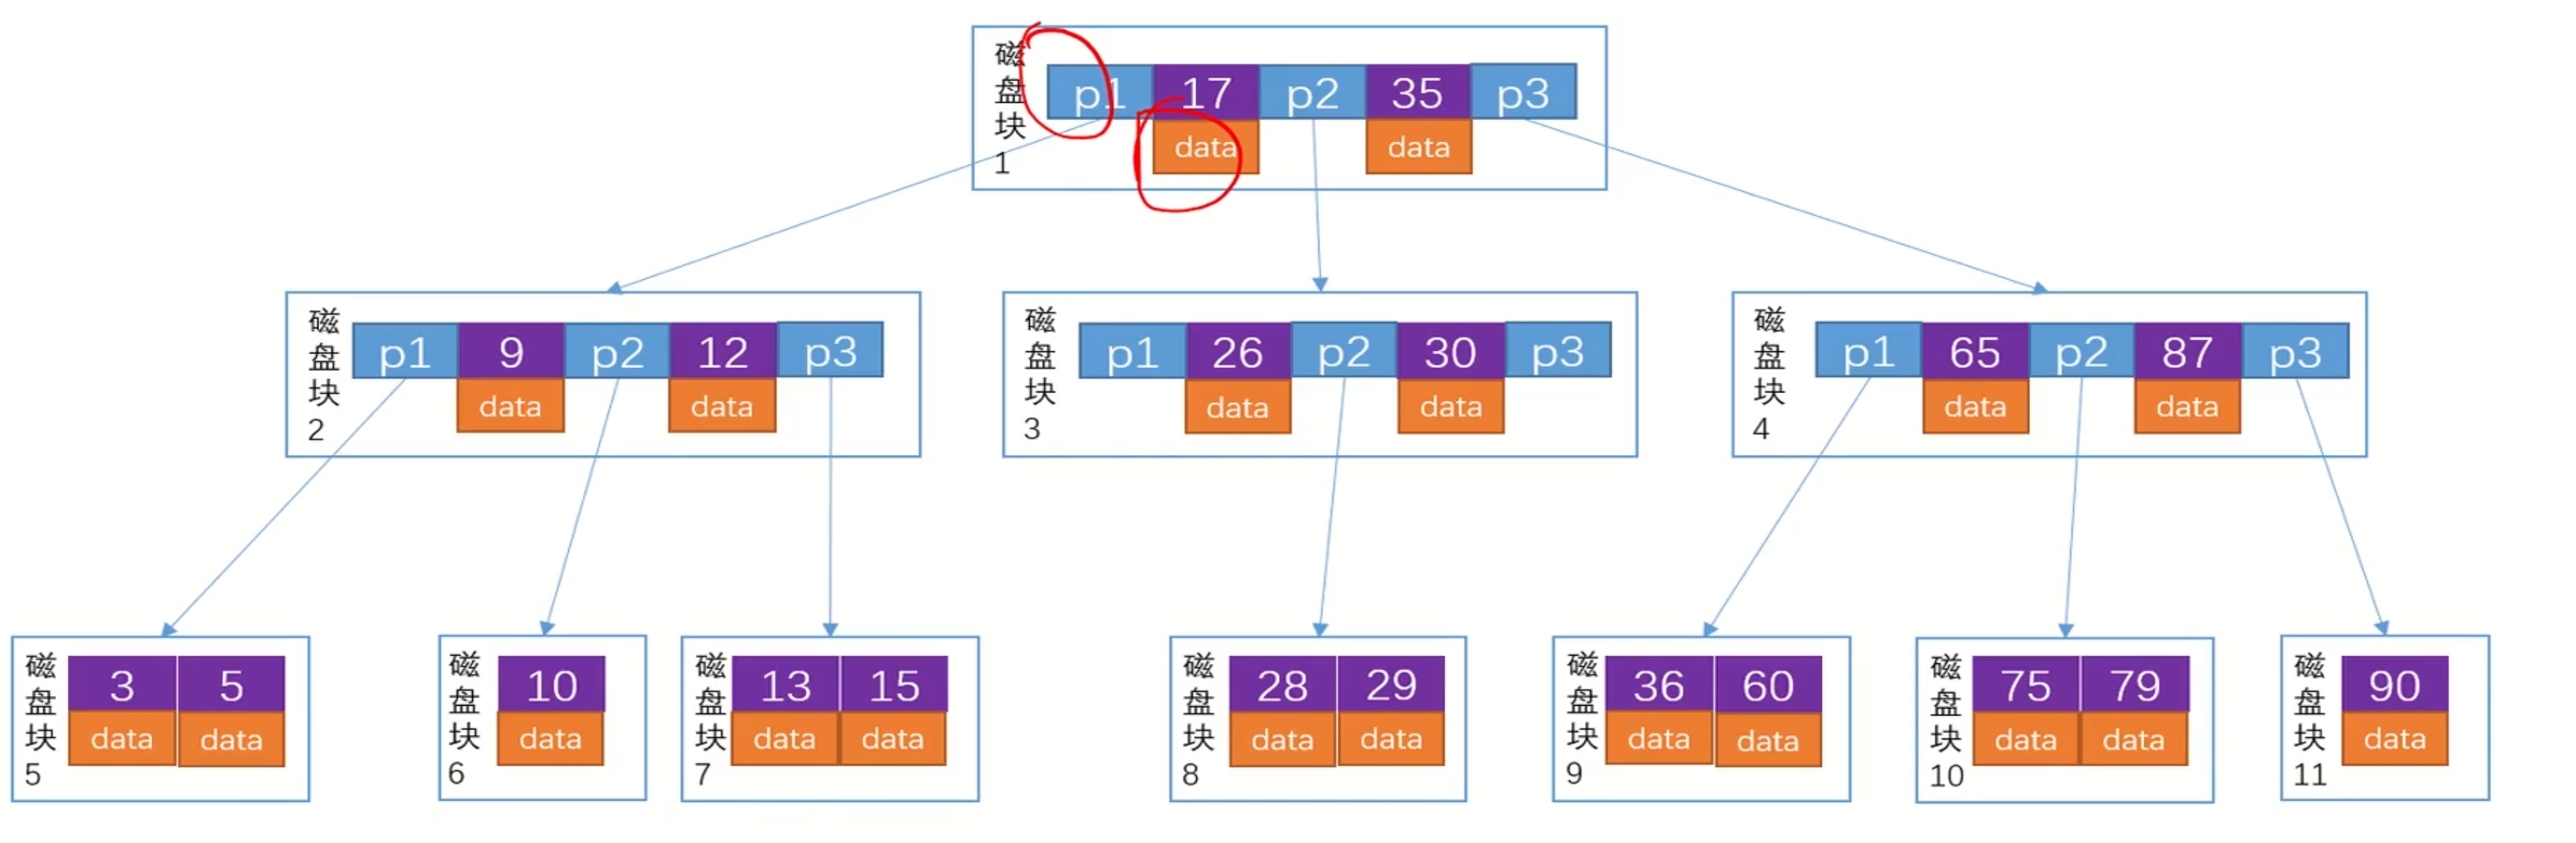 磁盘块1
p1 17 p2 35 p3
data data
磁盘块2
p1 9 p2 12 p3
data data
磁盘块3
p1 26 p2 30 p3
data data
磁盘块4
p1 65 p2 87 p3
data data
磁盘块5
3 5
data data
磁盘块6
10
data
磁盘块7
13 15
data data
磁盘块8
28 29
data data
磁盘块9
36 60
data data
磁盘块10
75 79
data data
磁盘块11
90
data